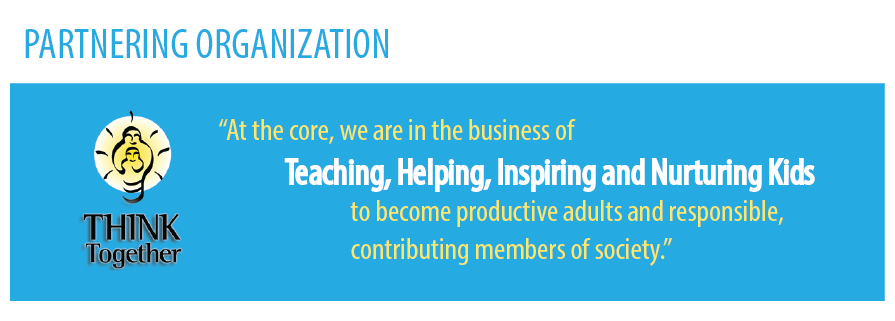 PARTNERING ORGANIZATION
THINK
Together
“At the core, we are in the business of
Teaching, Helping, Inspiring and Nurturing Kids
to become productive adults and responsible,
contributing members of society.”